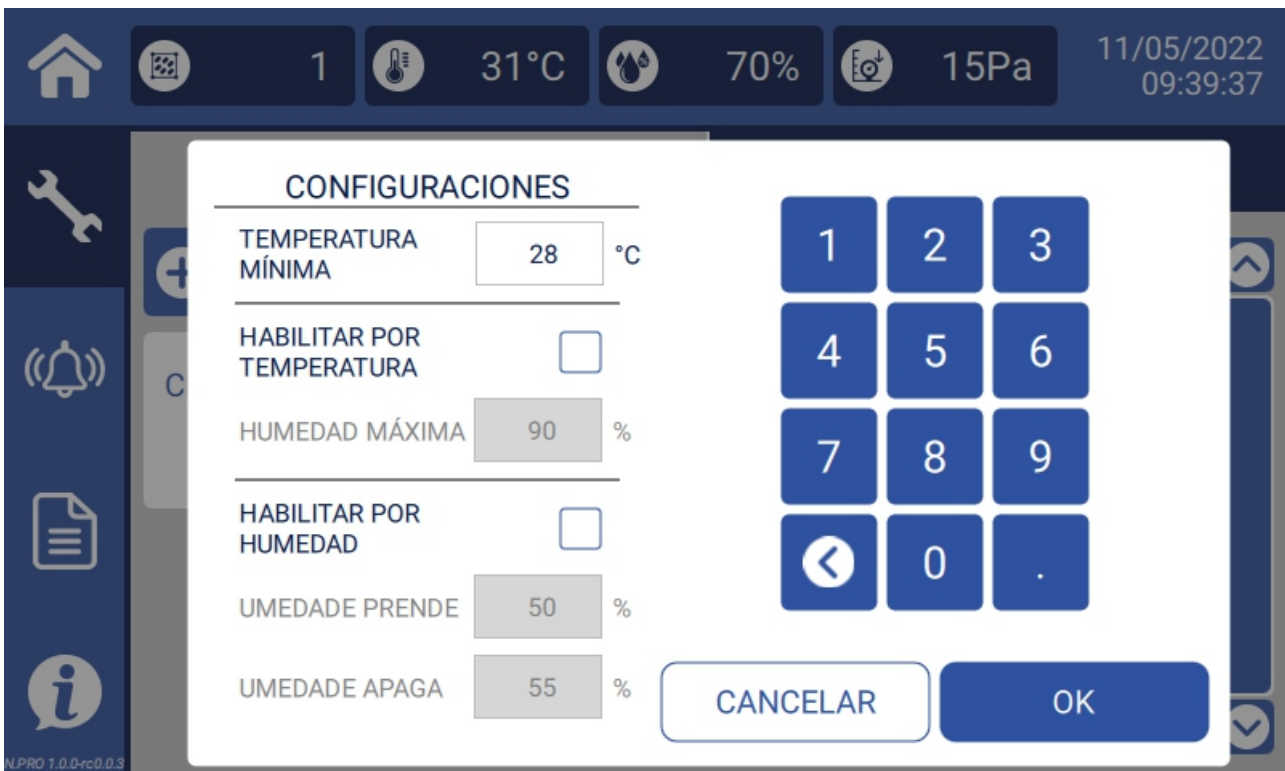 1
31°C
70%
15Pa
11/05/2022
09:39:37
CONFIGURACIONES
TEMPERATURA
MÍNIMA
28 °C
HABILITAR POR
TEMPERATURA
HUMEDAD MÁXIMA 90 %
HABILITAR POR
HUMEDAD
UMEDADE PRENDE 50 %
UMEDADE APAGA 55 %
1 2 3
4 5 6
7 8 9
0 .
CANCELAR OK
C
N.PRO 1.0.0-rc0.0.3